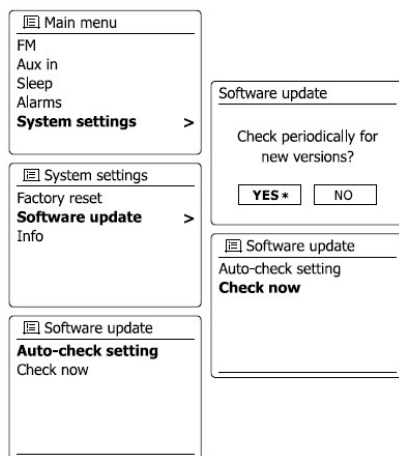 Main menu
FM
Aux in
Sleep
Alarms
System settings >
System settings
Factory reset
Software update >
Info
Software update
Auto-check setting
Check now
Software update
Check periodically for
new versions?
YES* NO
Software update
Auto-check setting
Check now